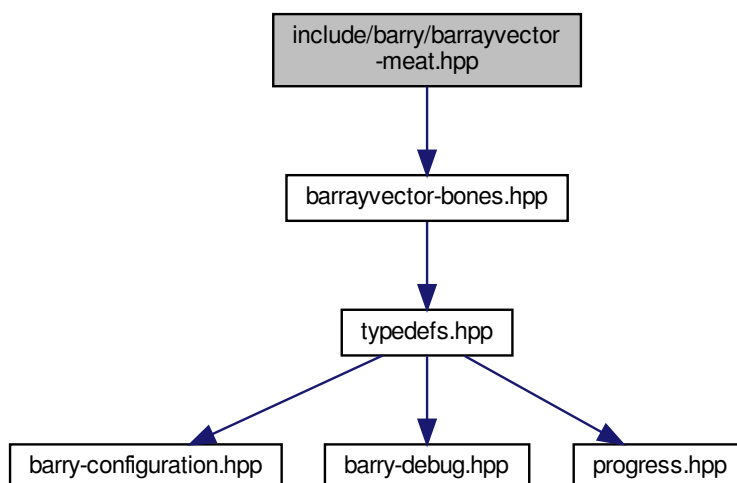 include/barry/barrayvector
-meat.hpp
barrayvector-bones.hpp
typedefs.hpp
barry-configuration.hpp
barry-debug.hpp
progress.hpp